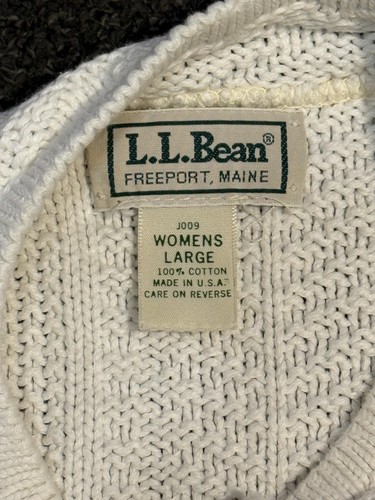 L.L.Bean®
FREEPORT, MAINE
J009
WOMENS
LARGE
100% COTTON
MADE IN U.S.A.
CARE ON REVERSE